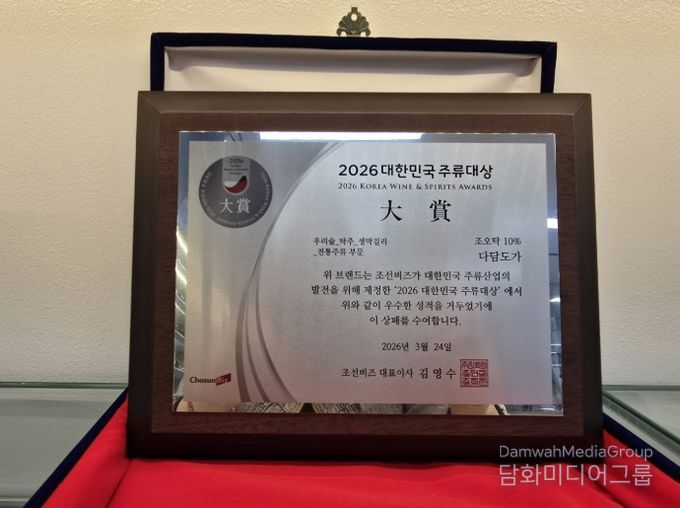 2026 대한민국 주류대상
2026 KOREA WINE & SPIRITS AWARDS
大賞
2026
大賞
우리술_탁주_생막걸리
_전통주류 부문
조오탁 10%
다담도가
위 브랜드는 조선비즈가 대한민국 주류산업의
발전을 위해 제정한 ‘2026 대한민국 주류대상’ 에서
위와 같이 우수한 성적을 거두었기에
이 상패를 수여합니다.
2026년 3월 24일
조선비즈 대표이사 김영수
ChosunBiz
DamwahMediaGroup
담화미디어그룹